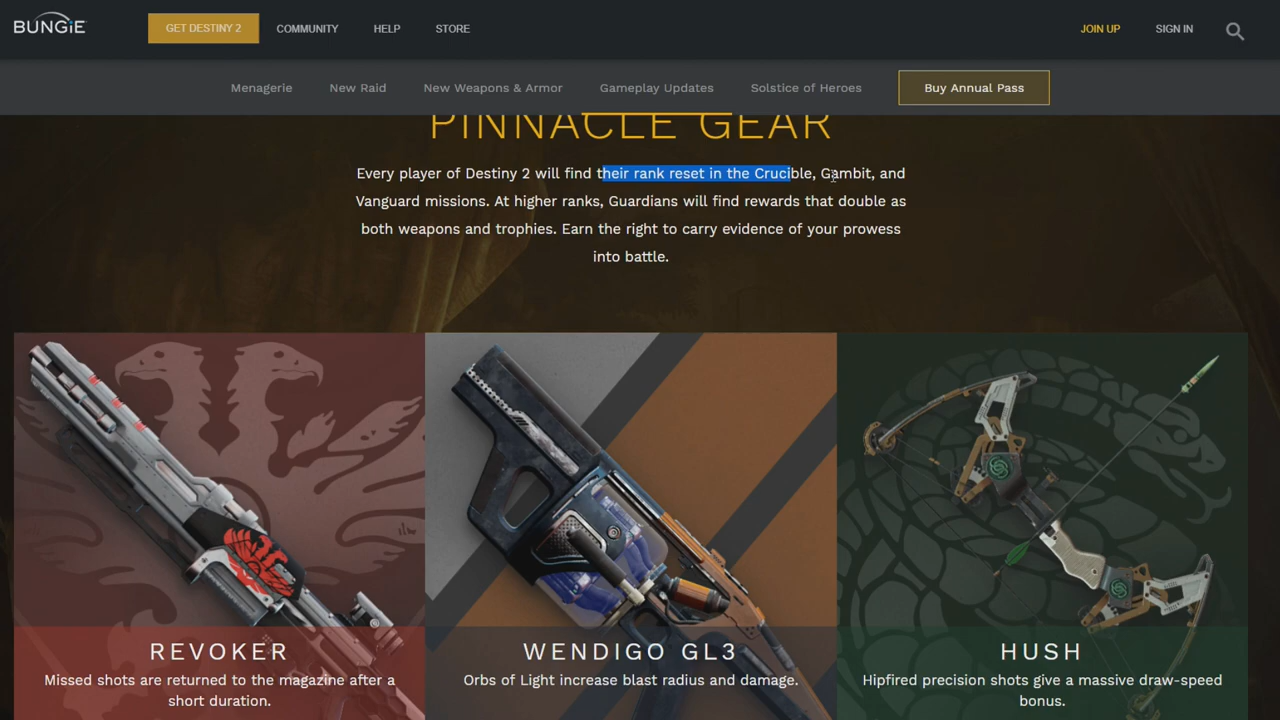 BUNGiE
GET DESTINY 2
COMMUNITY
HELP
STORE
JOIN UP
SIGN IN
Menagerie
New Raid
New Weapons & Armor
Gameplay Updates
Solstice of Heroes
Buy Annual Pass
PINNACLE GEAR
Every player of Destiny 2 will find their rank reset in the Crucible, Gambit, and
Vanguard missions. At higher ranks, Guardians will find rewards that double as
both weapons and trophies. Earn the right to carry evidence of your prowess
into battle.
REVOKER
Missed shots are returned to the magazine after a
short duration.
WENDIGO GL3
Orbs of Light increase blast radius and damage.
HUSH
Hipfired precision shots give a massive draw-speed
bonus.